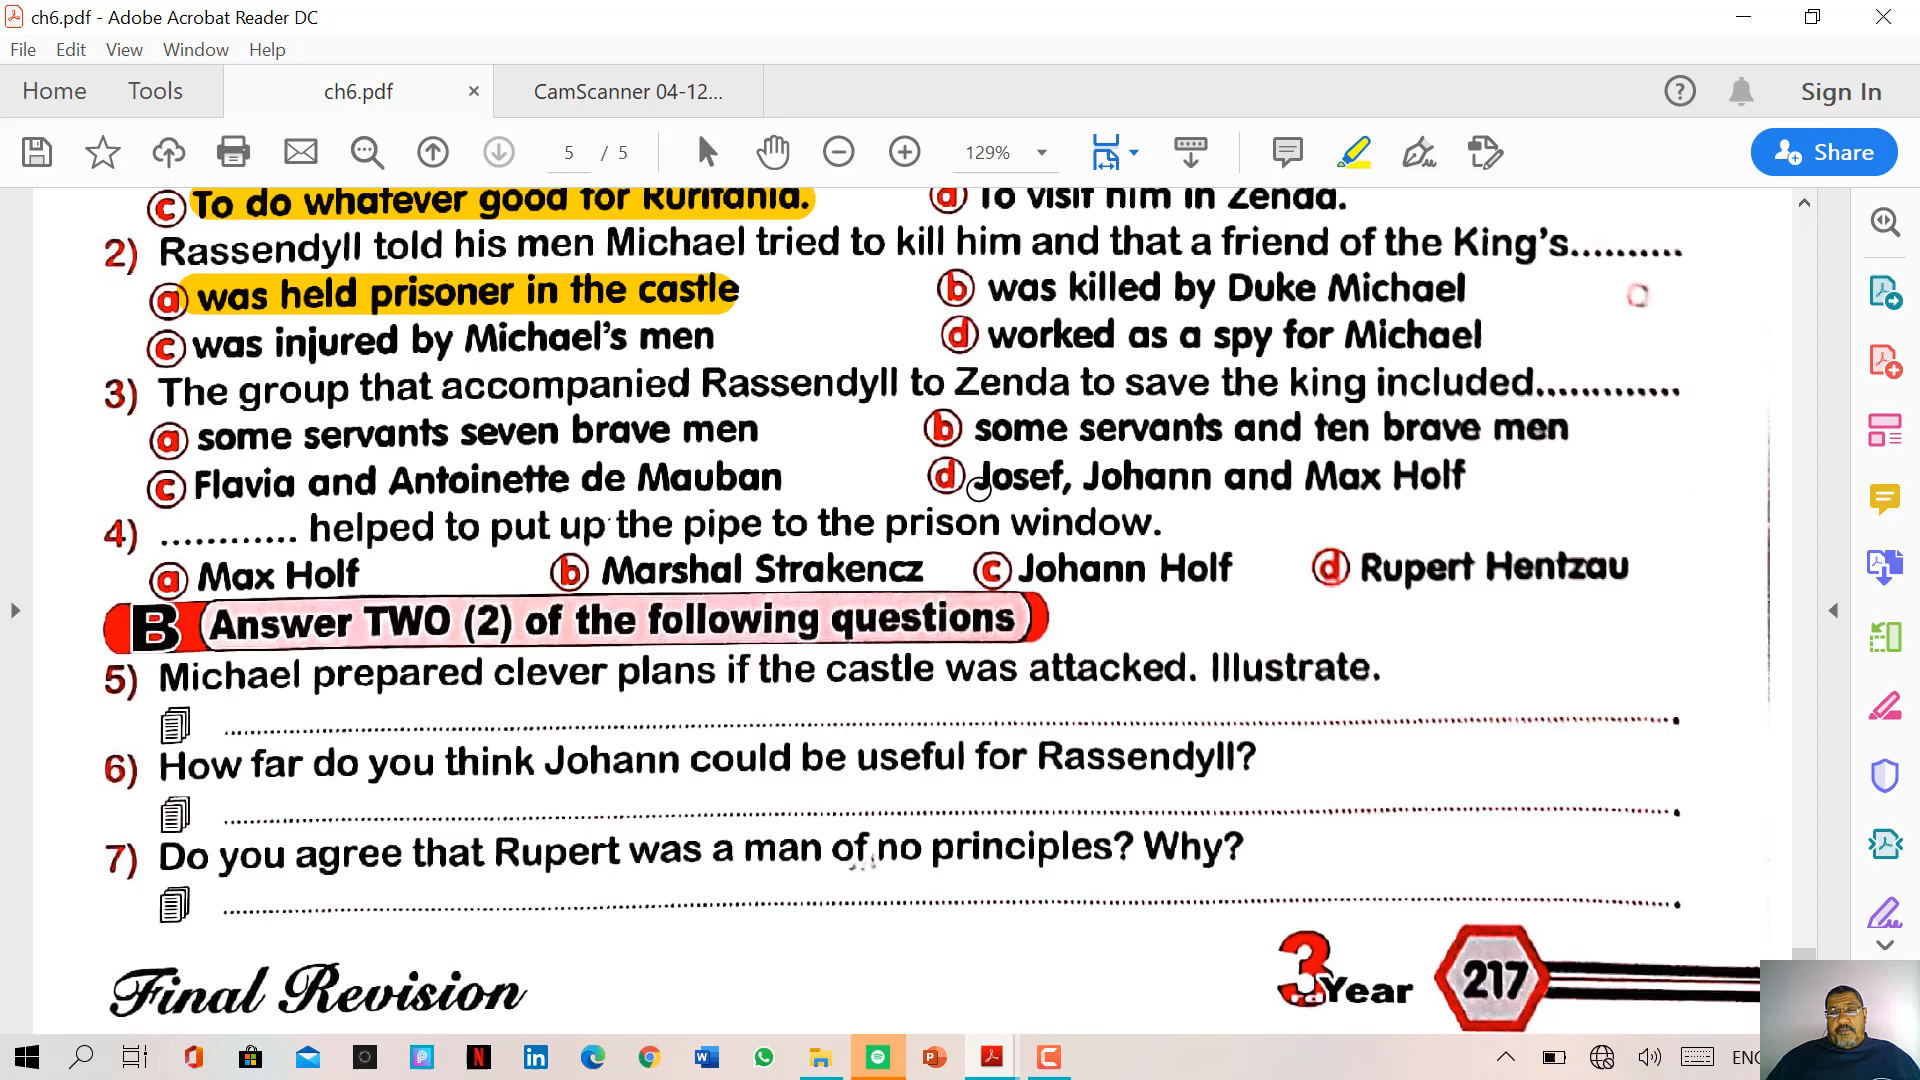 ch6.pdf - Adobe Acrobat Reader DC
File Edit View Window Help
Home Tools ch6.pdf × CamScanner 04-12... Sign In
5 / 5 129% Share
c To do whatever good for Ruritania. d To visit him in Zenda.
2) Rassendyll told his men Michael tried to kill him and that a friend of the King's..........
a was held prisoner in the castle b was killed by Duke Michael
c was injured by Michael's men d worked as a spy for Michael
3) The group that accompanied Rassendyll to Zenda to save the king included.............
a some servants seven brave men b some servants and ten brave men
c Flavia and Antoinette de Mauban d Josef, Johann and Max Holf
4) ............ helped to put up the pipe to the prison window.
a Max Holf b Marshal Strakencz c Johann Holf d Rupert Hentzau
B Answer TWO (2) of the following questions
5) Michael prepared clever plans if the castle was attacked. Illustrate.
6) How far do you think Johann could be useful for Rassendyll?
7) Do you agree that Rupert was a man of no principles? Why?
Final Revision 3rd Year 217
ENG